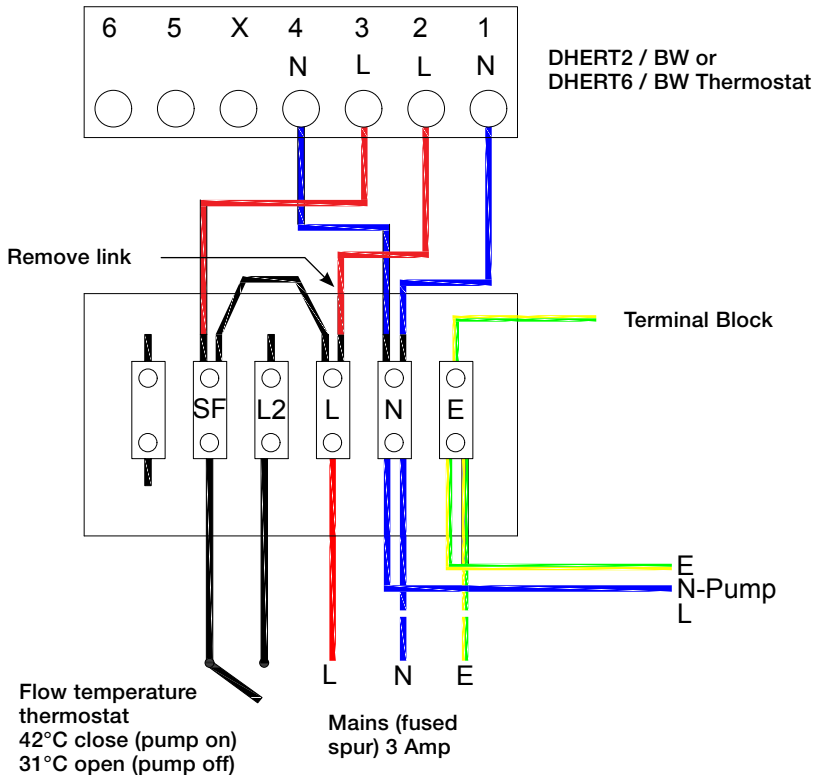 6 5 X 4 3 2 1
N L L N
DHERT2 / BW or
DHERT6 / BW Thermostat
Remove link
Terminal Block
SF L2 L N E
E
N-Pump
L
L N E
Flow temperature
thermostat
42°C close (pump on)
31°C open (pump off)
Mains (fused
spur) 3 Amp